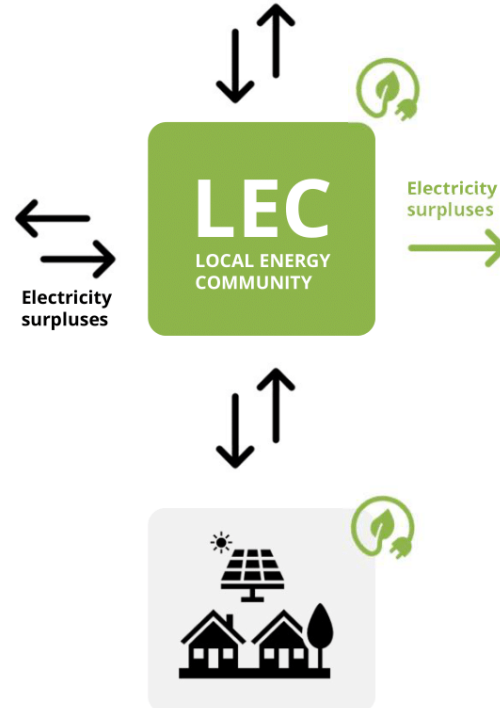 LEC
LOCAL ENERGY
COMMUNITY
Electricity
surpluses
Electricity
surpluses